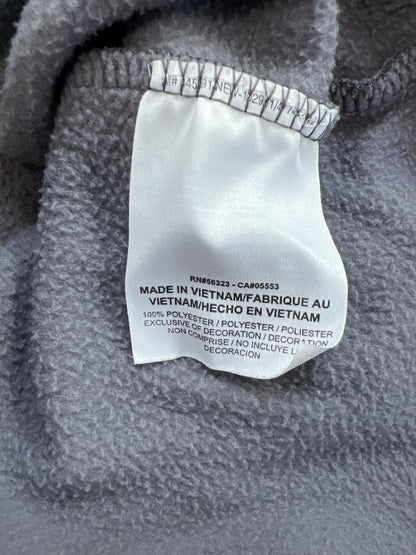 RN#56323 - CA#05553
MADE IN VIETNAM/FABRIQUE AU
VIETNAM/HECHO EN VIETNAM
100% POLYESTER / POLYESTER / POLIESTER
EXCLUSIVE OF DECORATION / DECORATION
NON COMPRISE / NO INCLUYE L
DECORACION